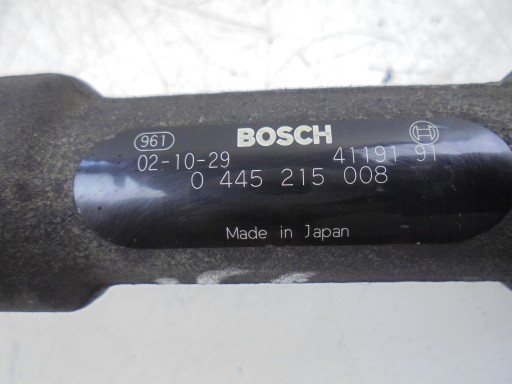 961 BOSCH
02-10-29 41191 91
0 445 215 008
Made in Japan